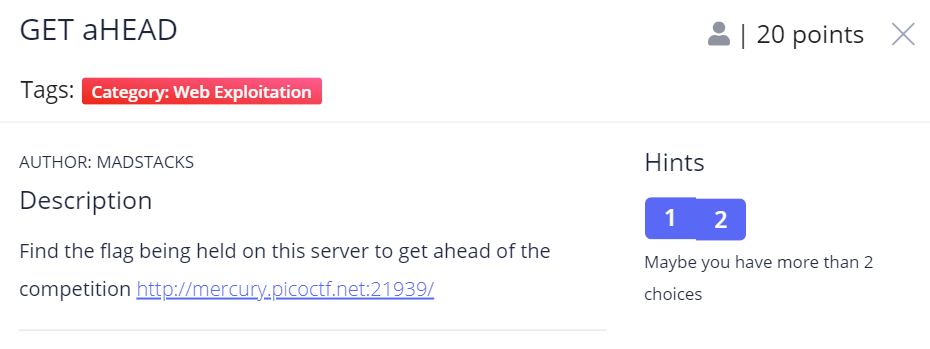 GET aHEAD
| 20 points
Tags: Category: Web Exploitation
AUTHOR: MADSTACKS
Hints
Description
1 2
Find the flag being held on this server to get ahead of the
Maybe you have more than 2
competition http://mercury.picoctf.net:21939/
choices